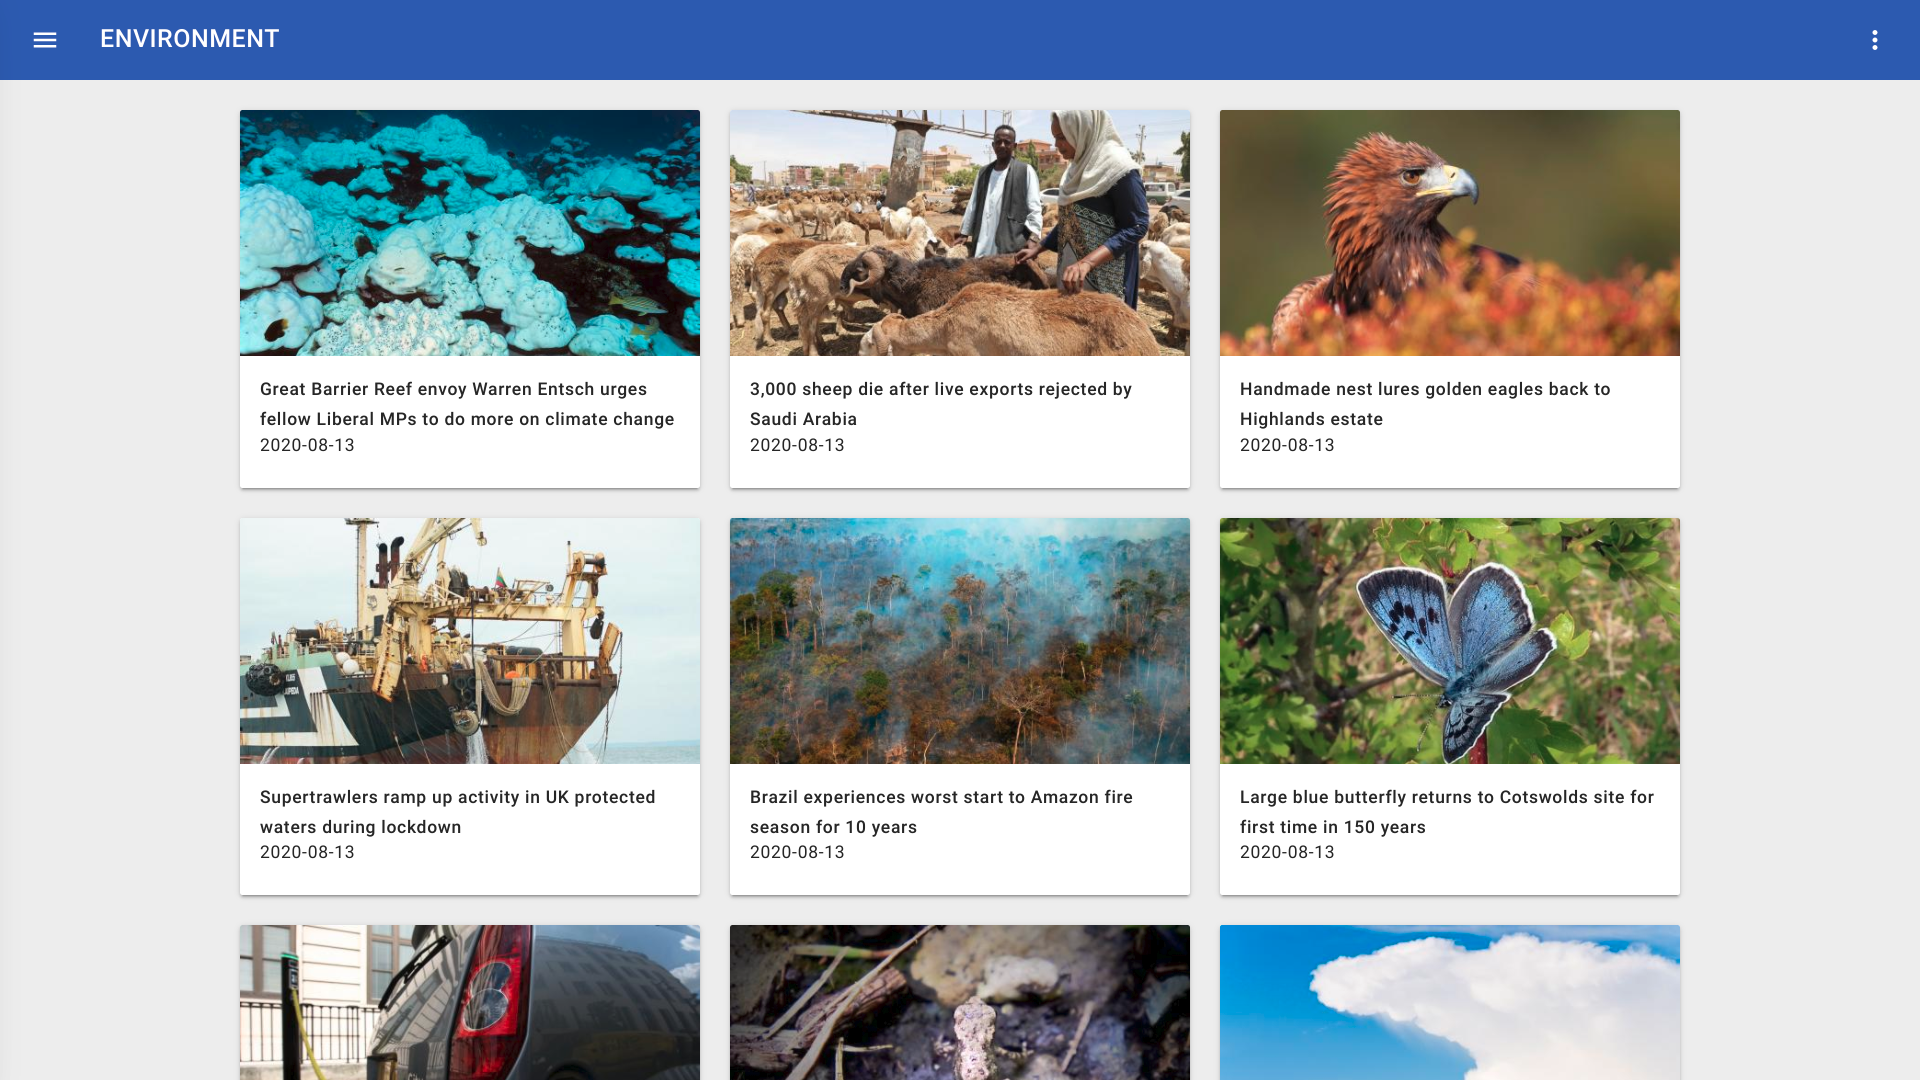 ENVIRONMENT
Great Barrier Reef envoy Warren Entsch urges
fellow Liberal MPs to do more on climate change
2020-08-13
3,000 sheep die after live exports rejected by
Saudi Arabia
2020-08-13
Handmade nest lures golden eagles back to
Highlands estate
2020-08-13
Supertrawlers ramp up activity in UK protected
waters during lockdown
2020-08-13
Brazil experiences worst start to Amazon fire
season for 10 years
2020-08-13
Large blue butterfly returns to Cotswolds site for
first time in 150 years
2020-08-13